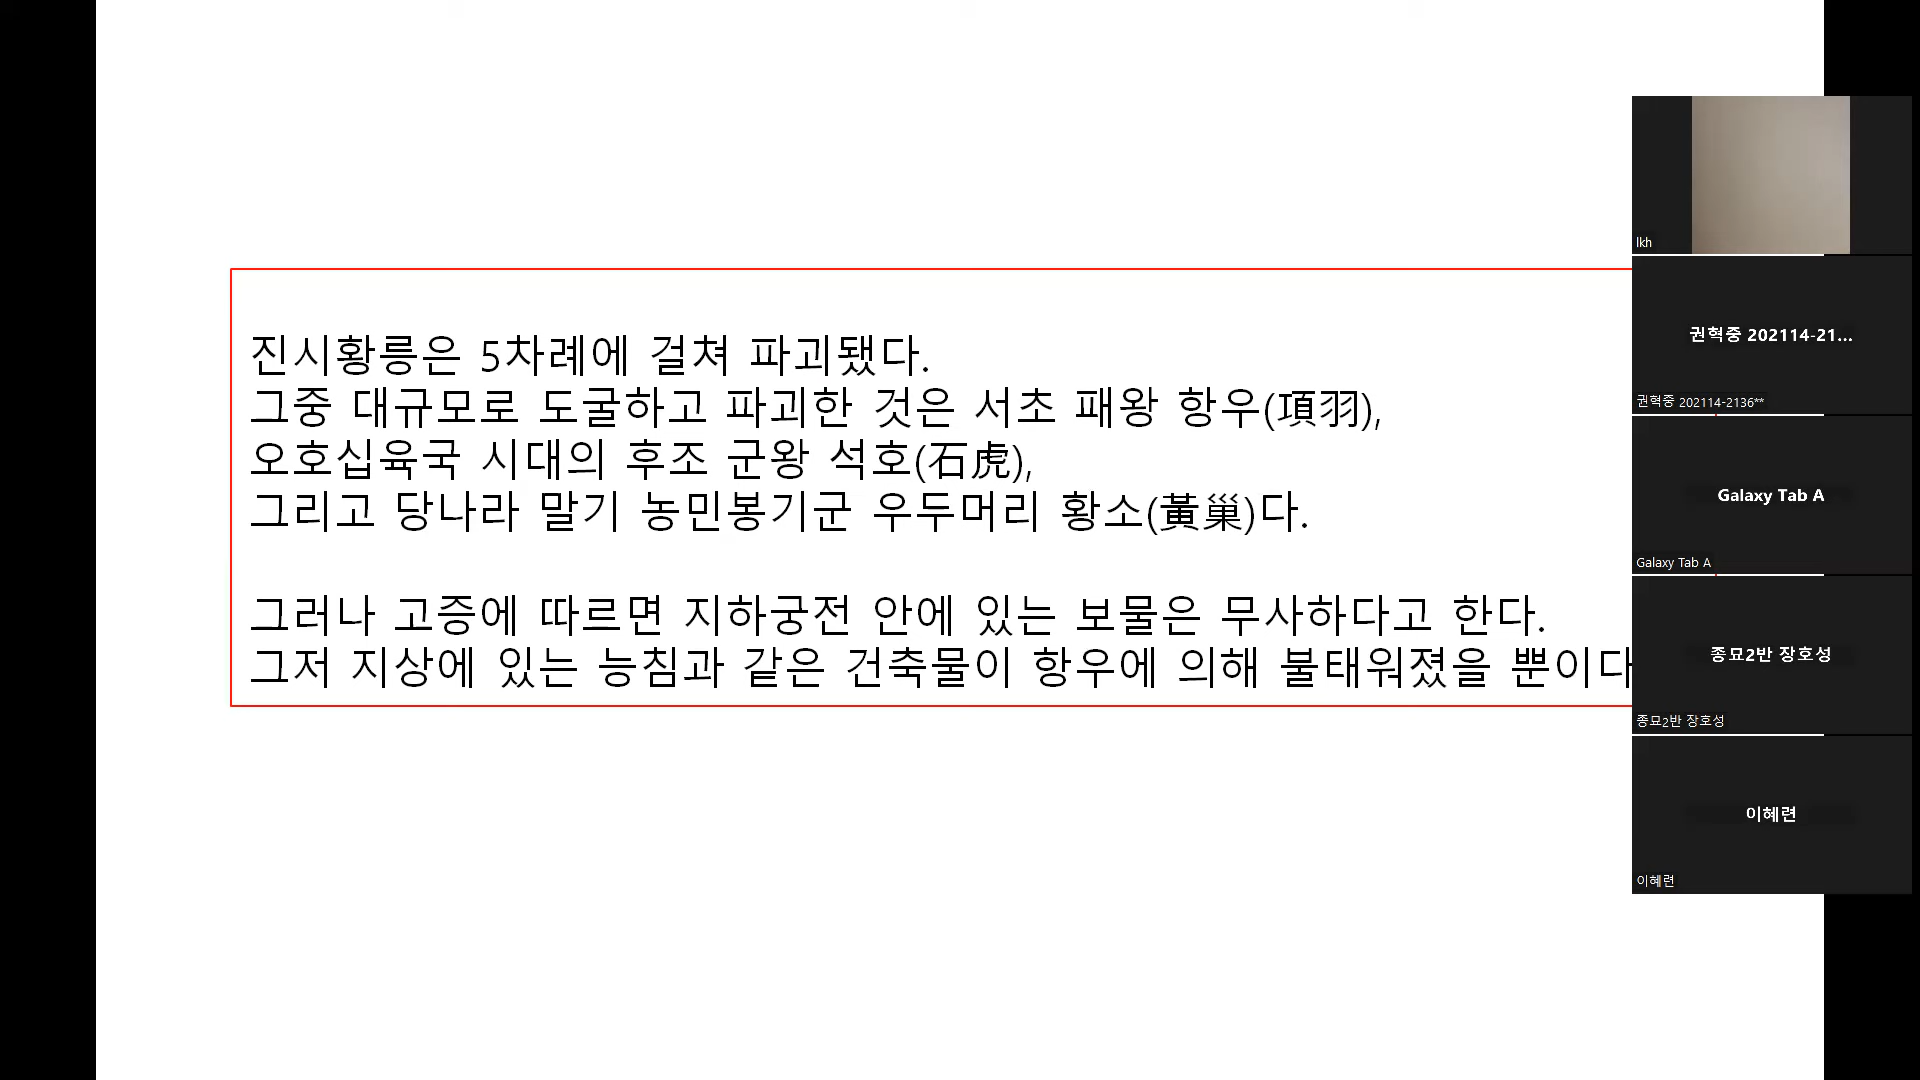 진시황릉은 5차례에 걸쳐 파괴됐다.
그중 대규모로 도굴하고 파괴한 것은 서초 패왕 항우(項羽),
오호십육국 시대의 후조 군왕 석호(石虎),
그리고 당나라 말기 농민봉기군 우두머리 황소(黃巢)다.
그러나 고증에 따르면 지하궁전 안에 있는 보물은 무사하다고 한다.
그저 지상에 있는 능침과 같은 건축물이 항우에 의해 불태워졌을 뿐이다
lkh
권혁중 202114-21...
권혁중 202114-2136**
Galaxy Tab A
Galaxy Tab A
종묘2반 장호성
종묘2반 장호성
이혜련
이혜련